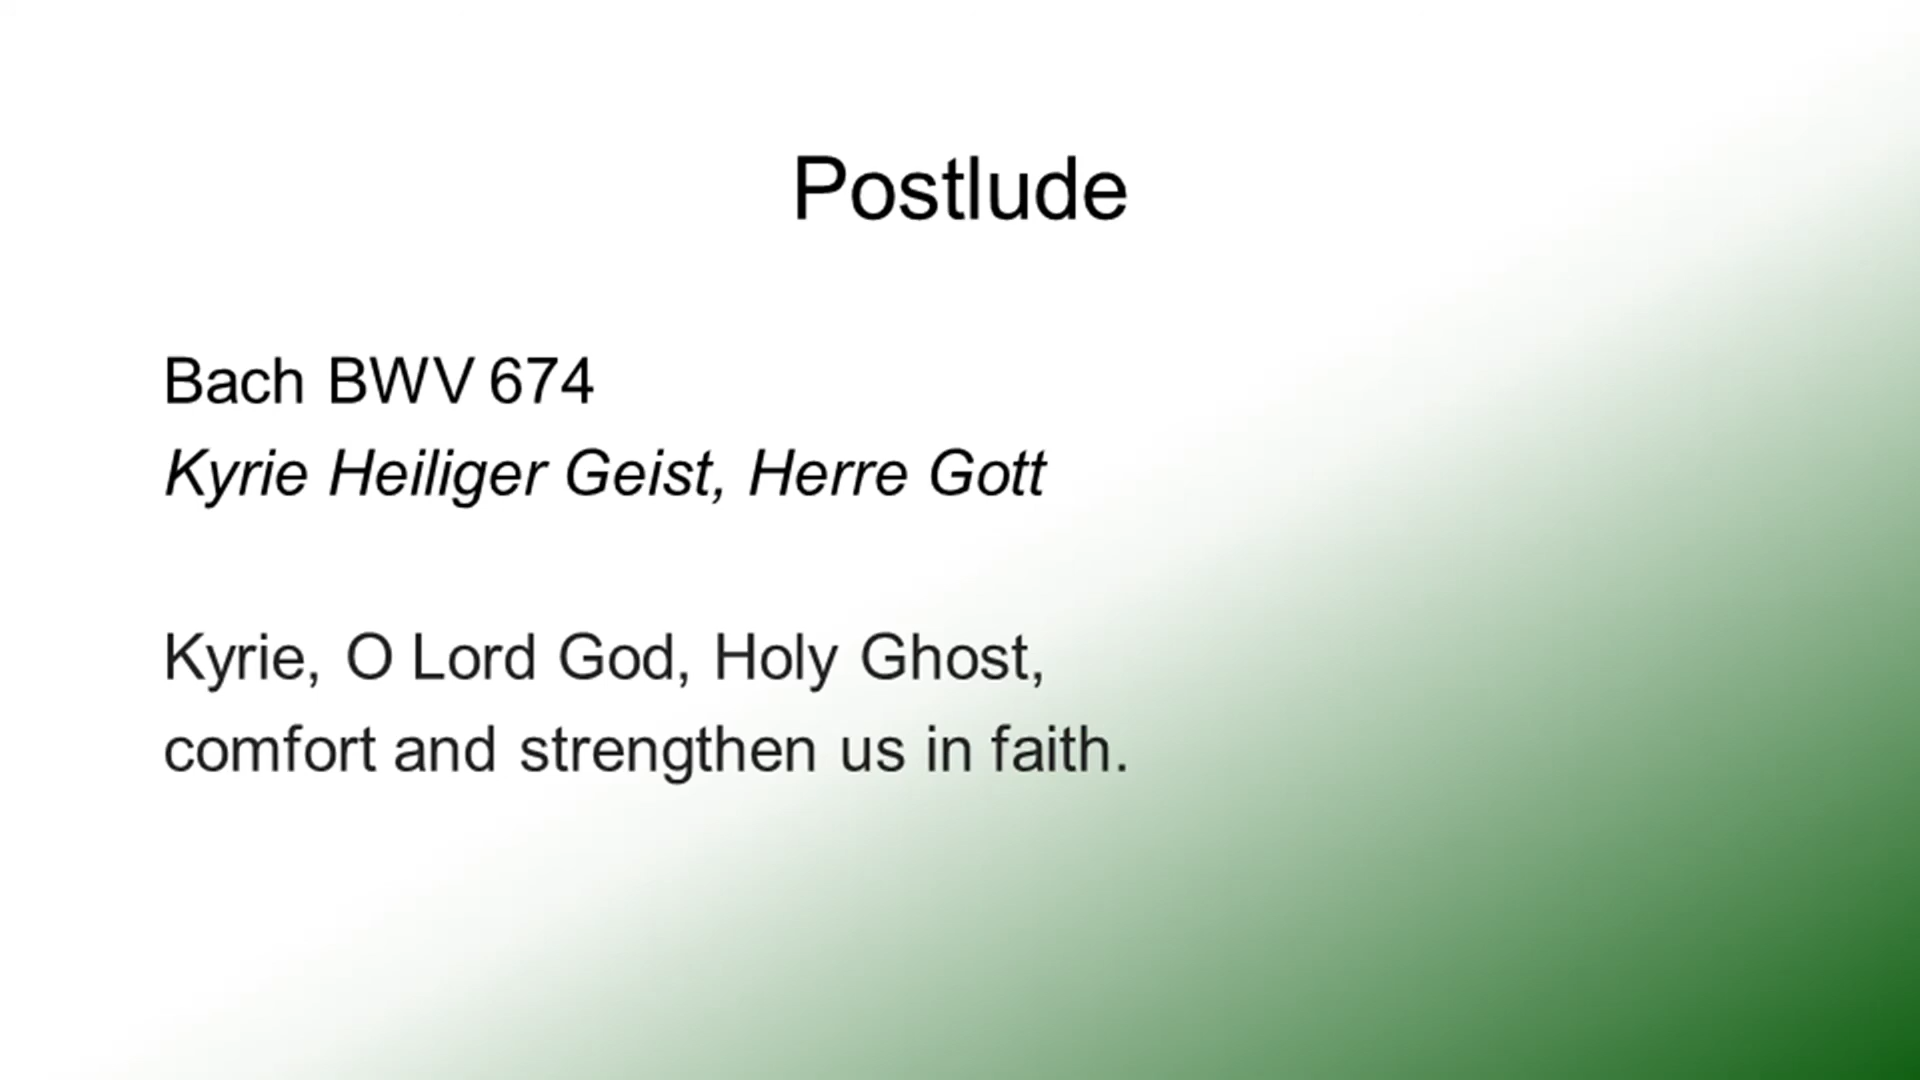 Postlude
Bach BWV 674
Kyrie Heiliger Geist, Herre Gott
Kyrie, O Lord God, Holy Ghost,
comfort and strengthen us in faith.